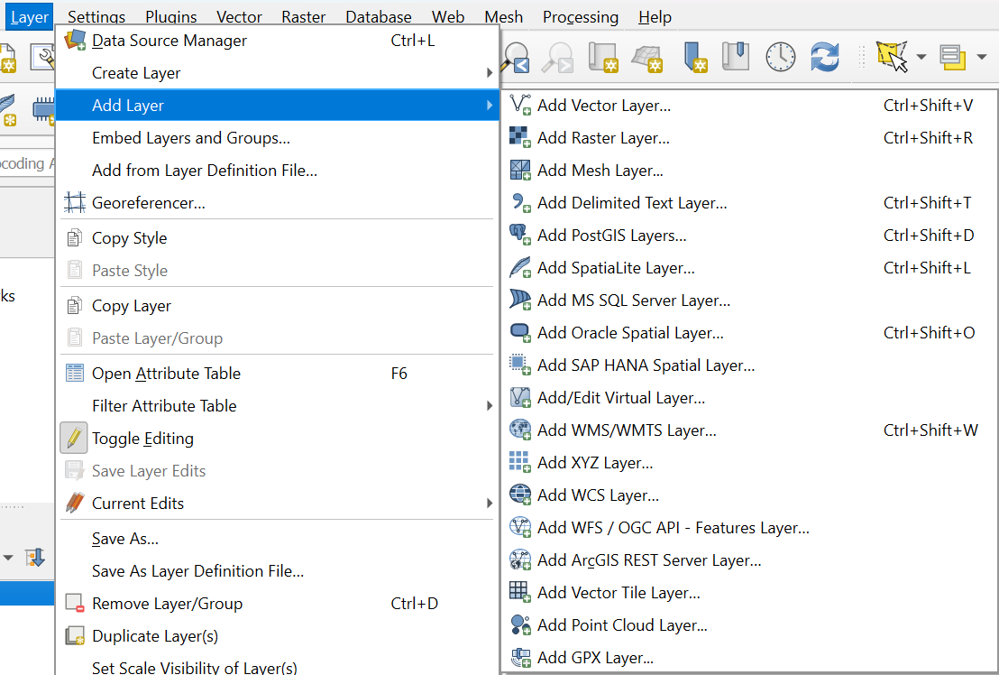 Layer Settings Plugins Vector Raster Database Web Mesh Processing Help
Data Source Manager Ctrl+L
Create Layer
Add Layer
Embed Layers and Groups...
Add from Layer Definition File...
Georeferencer...
Copy Style
Paste Style
Copy Layer
Paste Layer/Group
Open Attribute Table F6
Filter Attribute Table
Toggle Editing
Save Layer Edits
Current Edits
Save As...
Save As Layer Definition File...
Remove Layer/Group Ctrl+D
Duplicate Layer(s)
Set Scale Visibility of Layer(s)
Add Vector Layer... Ctrl+Shift+V
Add Raster Layer... Ctrl+Shift+R
Add Mesh Layer...
Add Delimited Text Layer... Ctrl+Shift+T
Add PostGIS Layers... Ctrl+Shift+D
Add SpatiaLite Layer... Ctrl+Shift+L
Add MS SQL Server Layer...
Add Oracle Spatial Layer... Ctrl+Shift+O
Add SAP HANA Spatial Layer...
Add/Edit Virtual Layer...
Add WMS/WMTS Layer... Ctrl+Shift+W
Add XYZ Layer...
Add WCS Layer...
Add WFS / OGC API - Features Layer...
Add ArcGIS REST Server Layer...
Add Vector Tile Layer...
Add Point Cloud Layer...
Add GPX Layer...